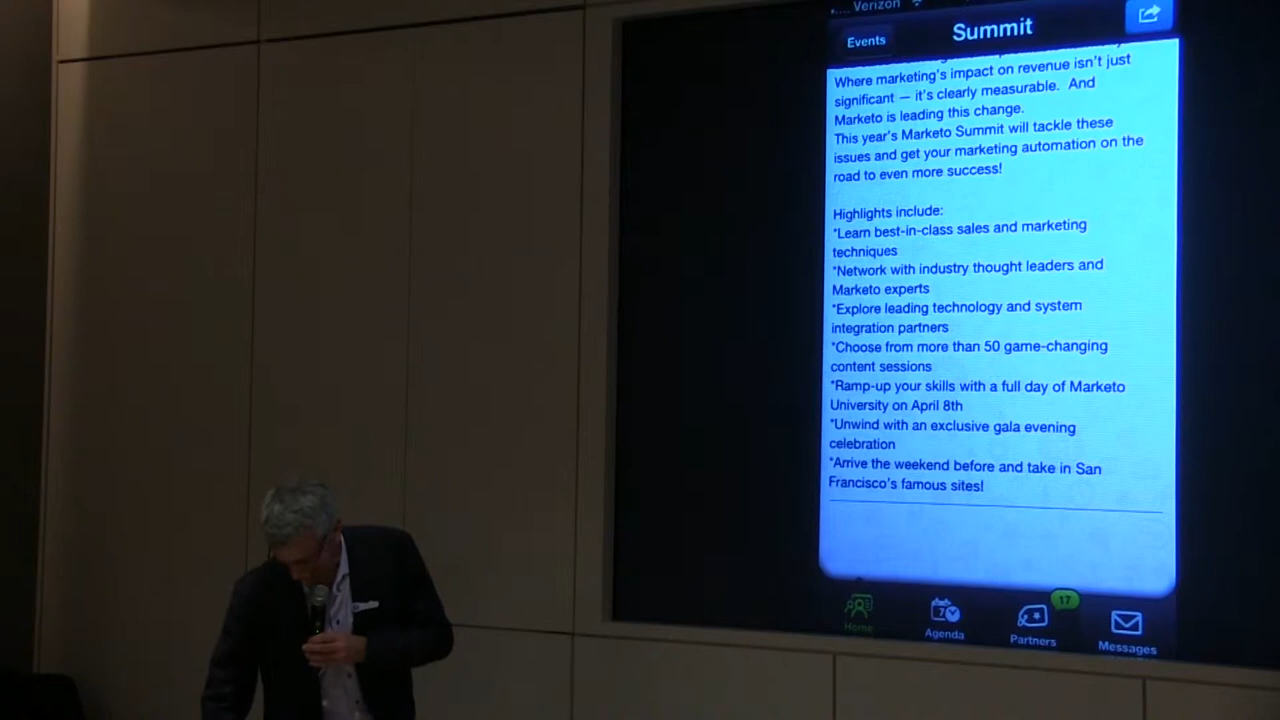 Verizon
Events
Summit
Where marketing's impact on revenue isn't just
significant — it's clearly measurable. And
Marketo is leading this change.
This year's Marketo Summit will tackle these
issues and get your marketing automation on the
road to even more success!
Highlights include:
*Learn best-in-class sales and marketing
techniques
*Network with industry thought leaders and
Marketo experts
*Explore leading technology and system
integration partners
*Choose from more than 50 game-changing
content sessions
*Ramp-up your skills with a full day of Marketo
University on April 8th
*Unwind with an exclusive gala evening
celebration
*Arrive the weekend before and take in San
Francisco's famous sites!
17
7
Home
Agenda
Partners
Messages